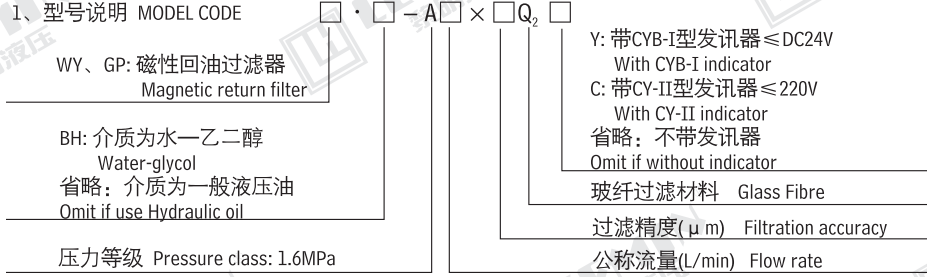 1、型号说明 MODEL CODE
□·□-A□×□Q₂ □
WY、GP: 磁性回油过滤器
Magnetic return filter
BH: 介质为水—乙二醇
Water-glycol
省略：介质为一般液压油
Omit if use Hydraulic oil
压力等级 Pressure class: 1.6MPa
Y: 带CYB-I型发讯器≤DC24V
With CYB-I indicator
C: 带CY-II型发讯器≤220V
With CY-II indicator
省略：不带发讯器
Omit if without indicator
玻纤过滤材料 Glass Fibre
过滤精度(μm) Filtration accuracy
公称流量(L/min) Flow rate